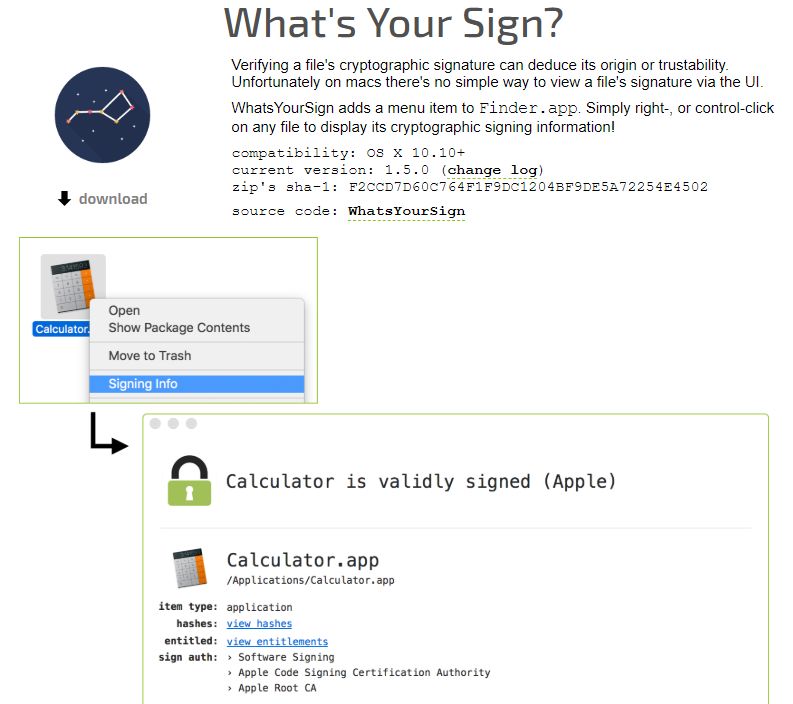 What's Your Sign?
Verifying a file's cryptographic signature can deduce its origin or trustability.
Unfortunately on macs there's no simple way to view a file's signature via the UI.
WhatsYourSign adds a menu item to Finder.app. Simply right-, or control-click
on any file to display its cryptographic signing information!
compatibility: OS X 10.10+
current version: 1.5.0 (change log)
zip's sha-1: F2CCD7D60C764F1F9DC1204BF9DE5A72254E4502
download
source code: WhatsYourSign
Calculator.
Open
Show Package Contents
Move to Trash
Signing Info
Calculator is validly signed (Apple)
Calculator.app
/Applications/Calculator.app
item type: application
hashes: view hashes
entitled: view entitlements
sign auth: › Software Signing
› Apple Code Signing Certification Authority
› Apple Root CA